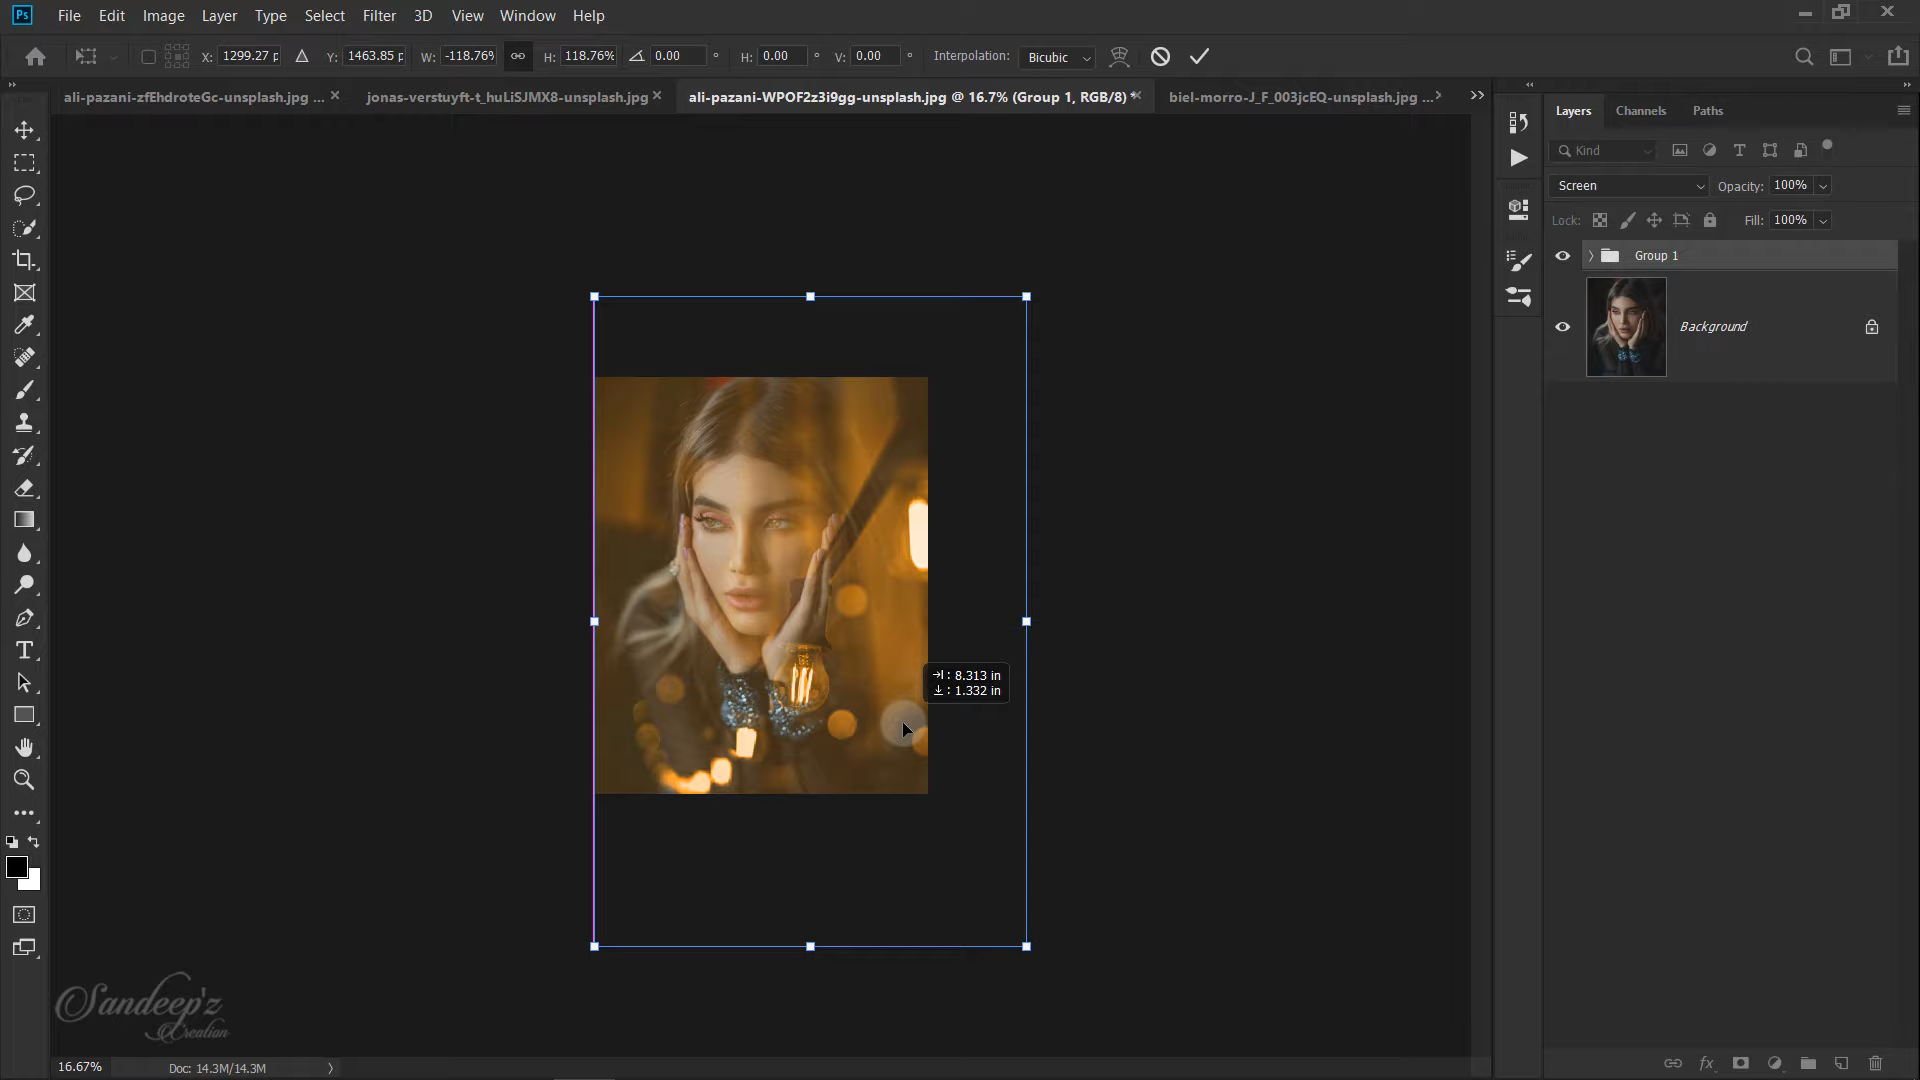 Ps File Edit Image Layer Type Select Filter 3D View Window Help
X: 1299.27 p Y: 1463.85 p W: -118.76% H: 118.76% 0.00 ° H: 0.00 ° V: 0.00 ° Interpolation: Bicubic
ali-pazani-zfEhdroteGc-unsplash.jpg ... × jonas-verstuyft-t_huLiSJMX8-unsplash.jpg × ali-pazani-WPOF2z3i9gg-unsplash.jpg @ 16.7% (Group 1, RGB/8) * × biel-morro-J_F_003jcEQ-unsplash.jpg ...
Layers Channels Paths
Kind
Screen Opacity: 100%
Lock: Fill: 100%
Group 1
Background
: 8.313 in
: 1.332 in
Sandeep'z
Creation
16.67% Doc: 14.3M/14.3M